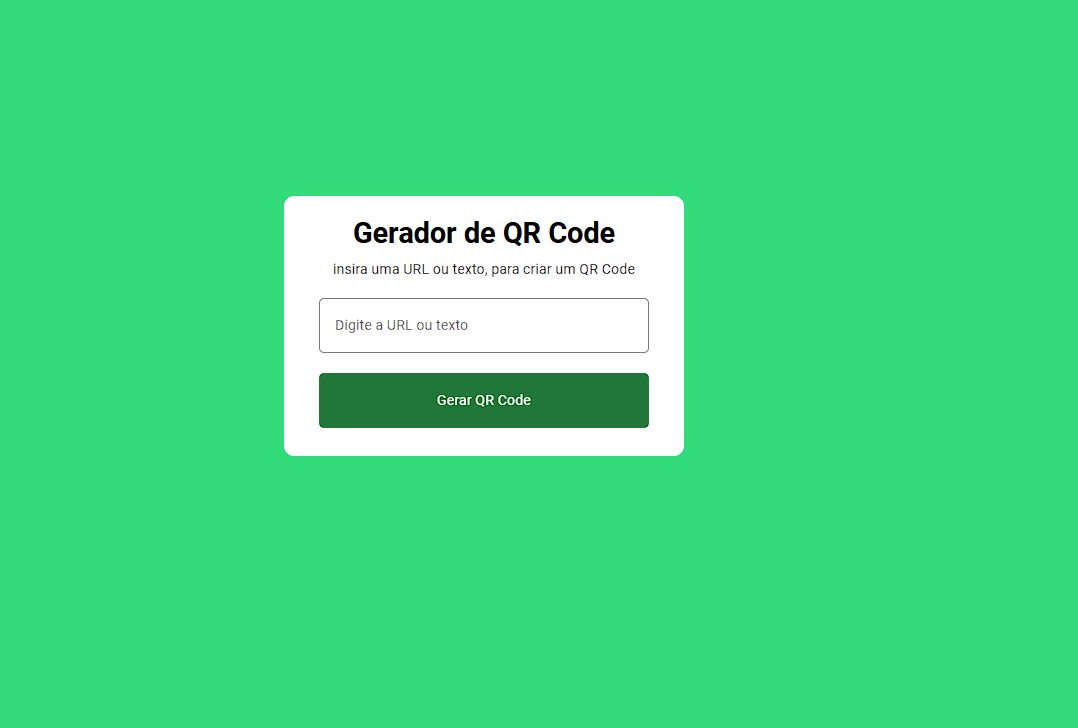 Gerador de QR Code
insira uma URL ou texto, para criar um QR Code
Digite a URL ou texto
Gerar QR Code